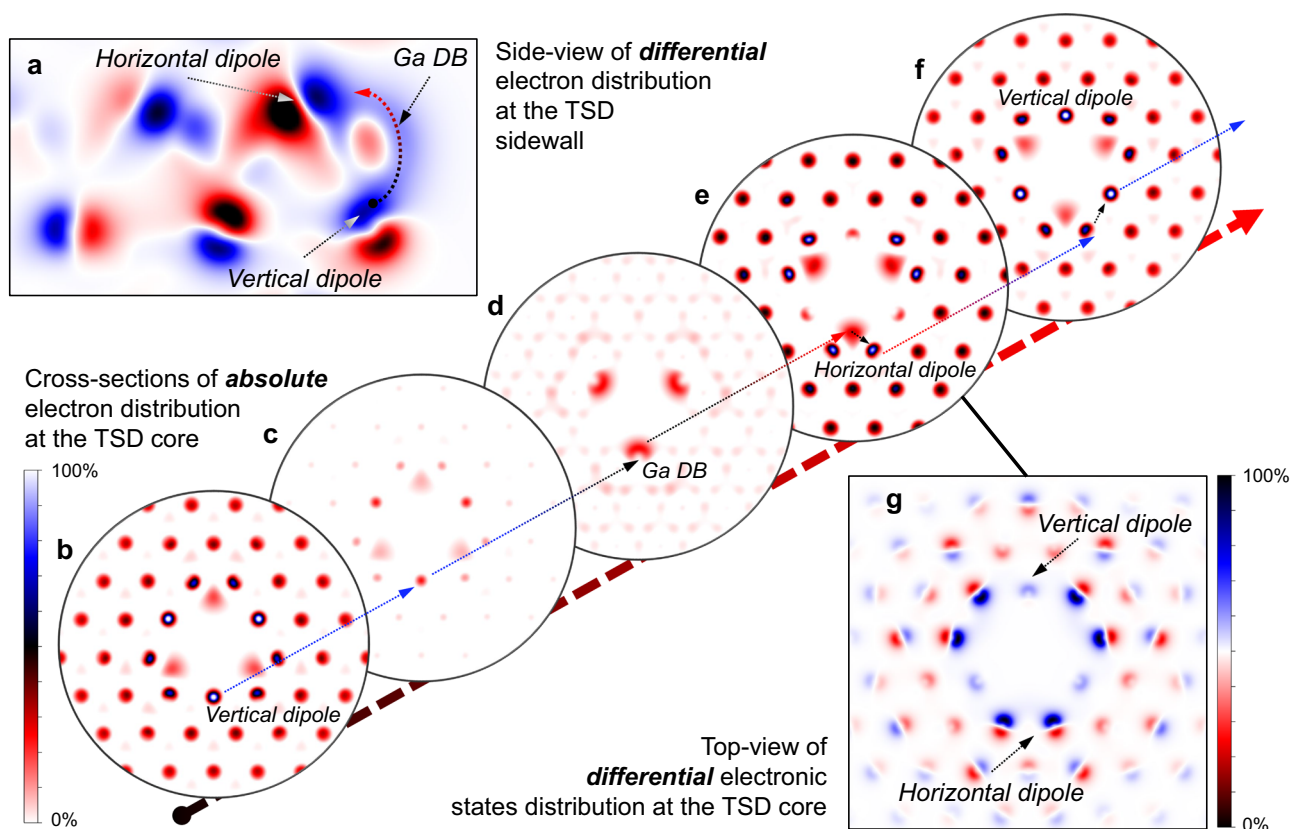 a
Horizontal dipole
Ga DB
Vertical dipole
Side-view of differential
electron distribution
at the TSD
sidewall
f
Vertical dipole
e
Horizontal dipole
d
Ga DB
Cross-sections of absolute
electron distribution
at the TSD core
c
100%
0%
b
Vertical dipole
g
Vertical dipole
Horizontal dipole
100%
0%
Top-view of
differential electronic
states distribution at the TSD core